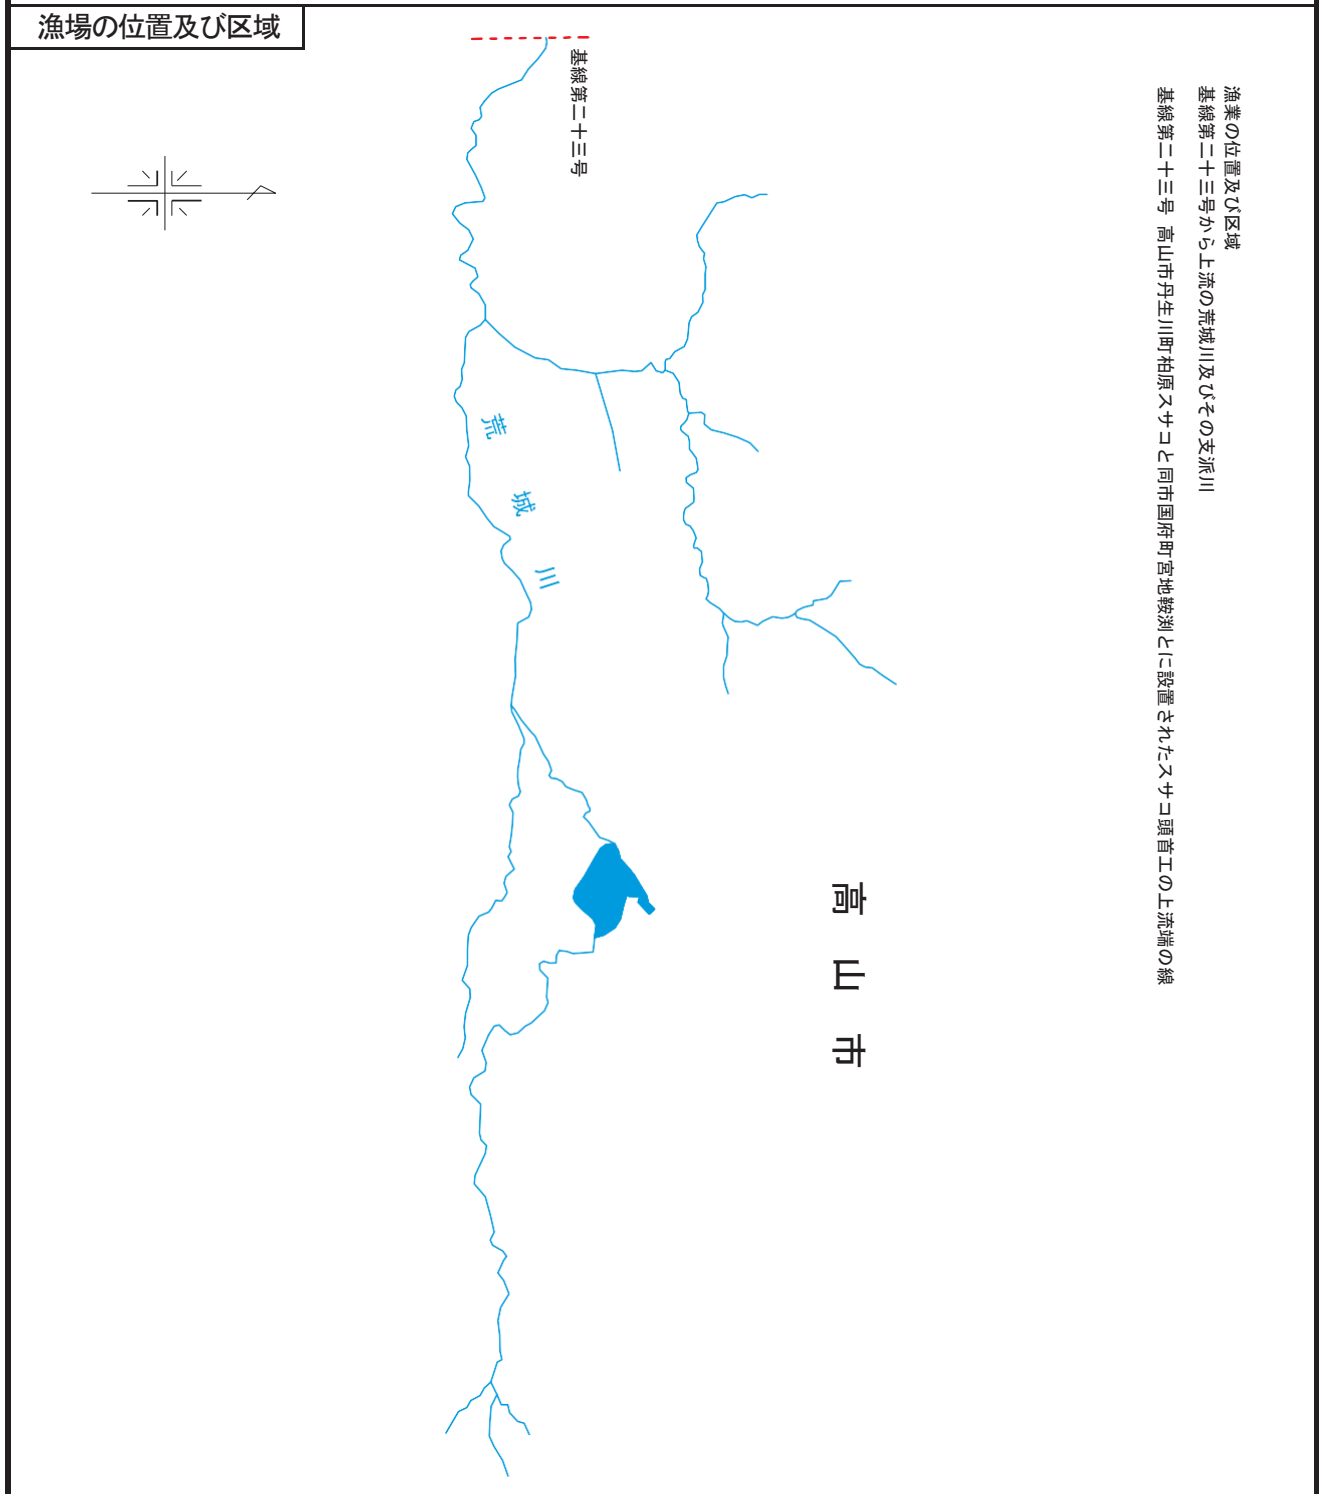 漁場の位置及び区域
漁業の位置及び区域
基線第二十三号から上流の荒城川及びその支派川
基線第二十三号 高山市丹生川町柏原スサコと同市国府町宮地鞍渕とに設置されたスサコ頭首工の上流端の線
基線第二十三号
荒城川
高山市